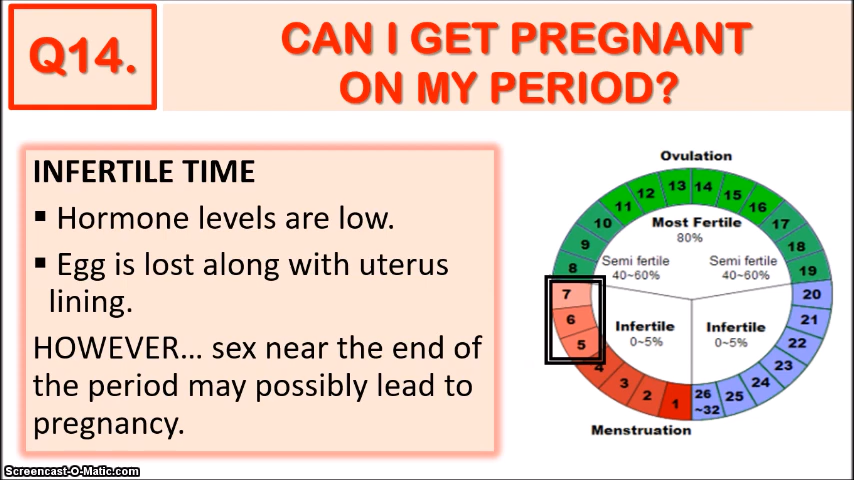 Q14.
CAN I GET PREGNANT
ON MY PERIOD?
INFERTILE TIME
▪ Hormone levels are low.
▪ Egg is lost along with uterus
lining.
HOWEVER... sex near the end of
the period may possibly lead to
pregnancy.
Ovulation
13 14
12 15
11 16
10 17
9 18
8 19
Most Fertile
80%
Semi fertile
40~60%
Semi fertile
40~60%
7 20
6 21
5 22
4 23
3 24
2 25
1 26
~32
Infertile
0~5%
Infertile
0~5%
Menstruation
Screencast-O-Matic.com